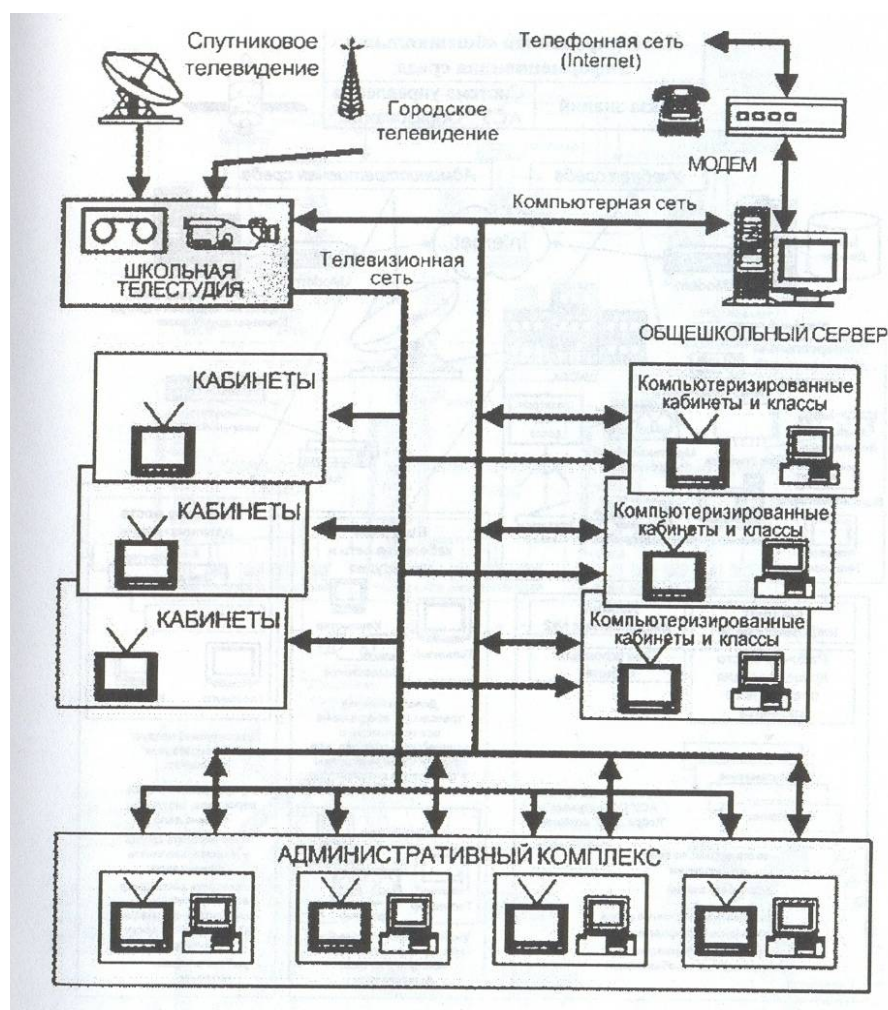 Спутниковое
телевидение
Городское
телевидение
Телефонная сеть
(Internet)
МОДЕМ
Компьютерная сеть
ШКОЛЬНАЯ
ТЕЛЕСТУДИЯ
Телевизионная
сеть
ОБЩЕШКОЛЬНЫЙ СЕРВЕР
КАБИНЕТЫ
КАБИНЕТЫ
КАБИНЕТЫ
Компьютеризированные
кабинеты и классы
Компьютеризированные
кабинеты и классы
Компьютеризированные
кабинеты и классы
АДМИНИСТРАТИВНЫЙ КОМПЛЕКС